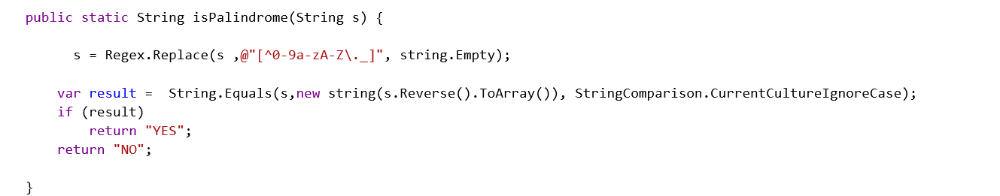 public static String isPalindrome(String s) {
s = Regex.Replace(s ,@"[^0-9a-zA-Z\._]", string.Empty);
var result =  String.Equals(s,new string(s.Reverse().ToArray()), StringComparison.CurrentCultureIgnoreCase);
if (result)
return "YES";
return "NO";
}